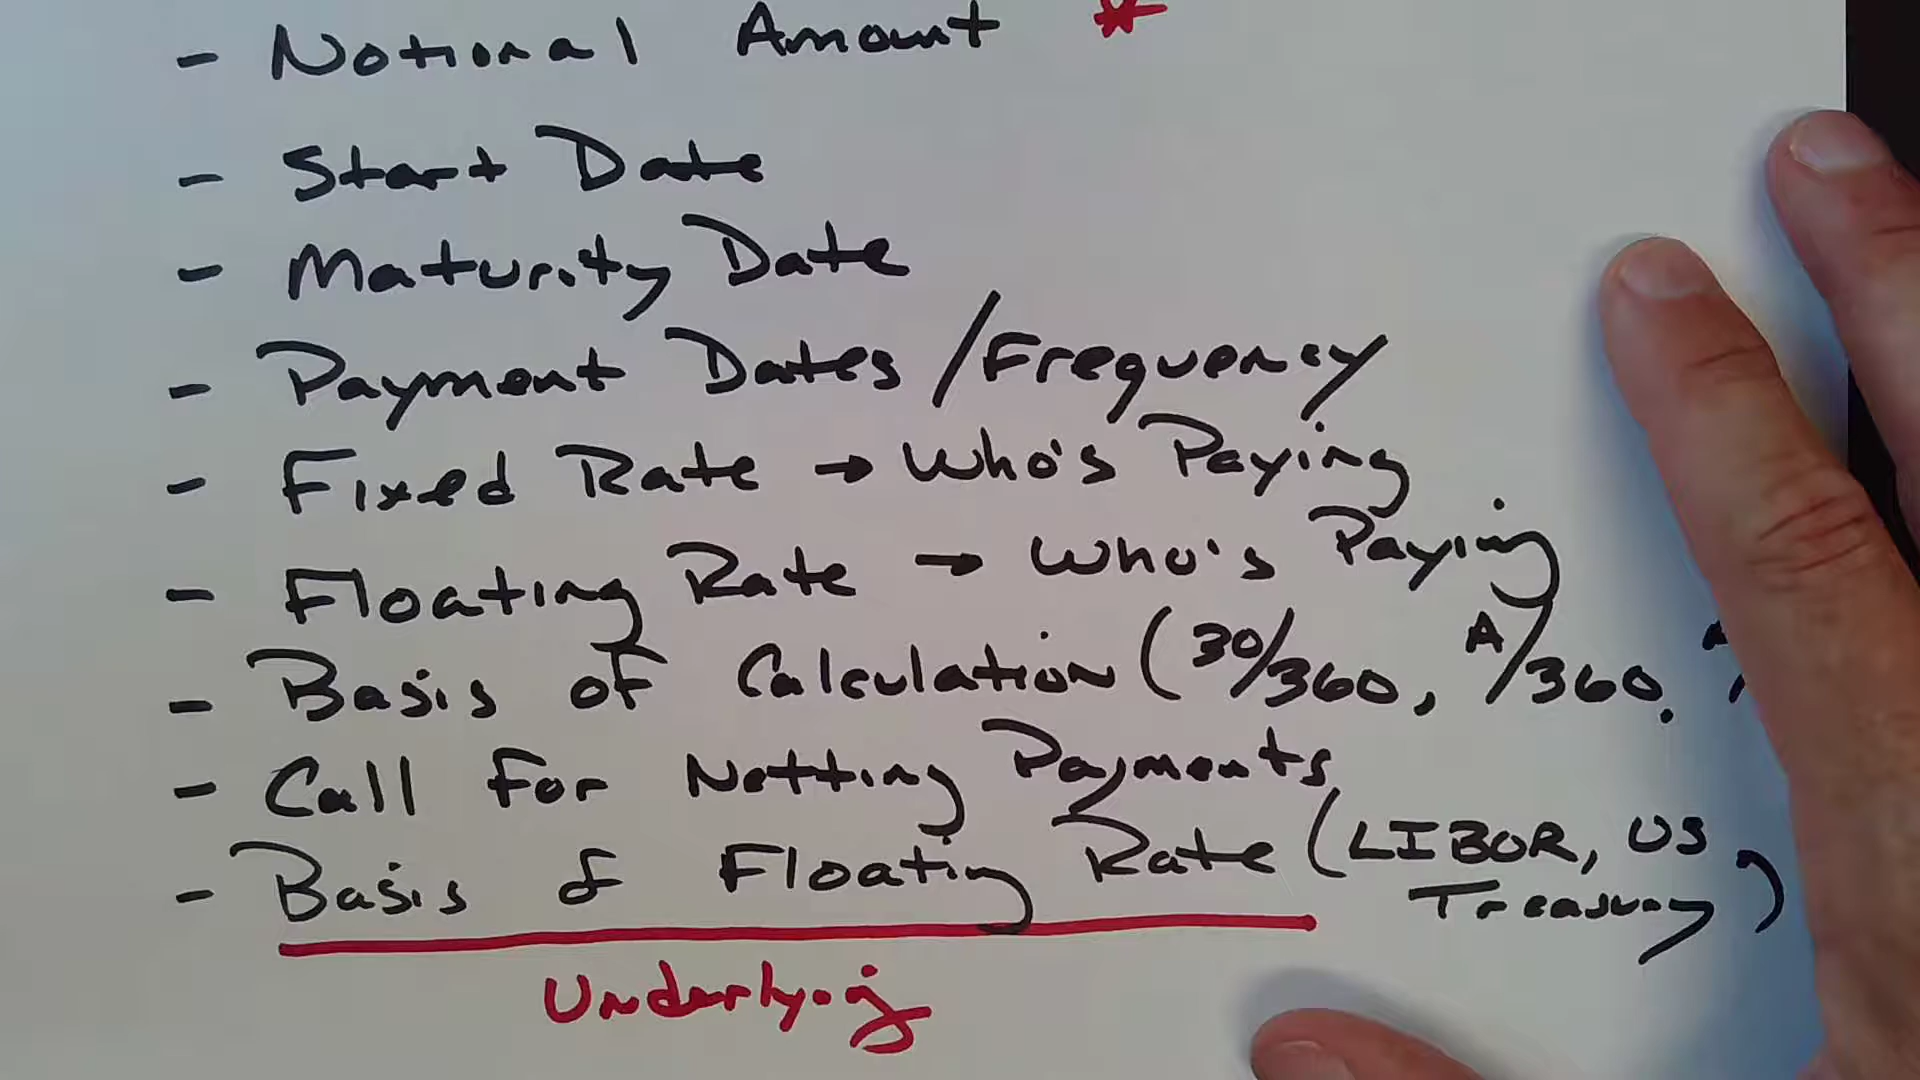 - Notional Amount *
- Start Date
- Maturity Date
- Payment Dates/Frequency
- Fixed Rate → Who's Paying
- Floating Rate → Who's Paying
- Basis of Calculation (30/360, A/360,
- Call for Netting Payments
- Basis of Floating Rate (LIBOR, US
Treasury)
Underlying